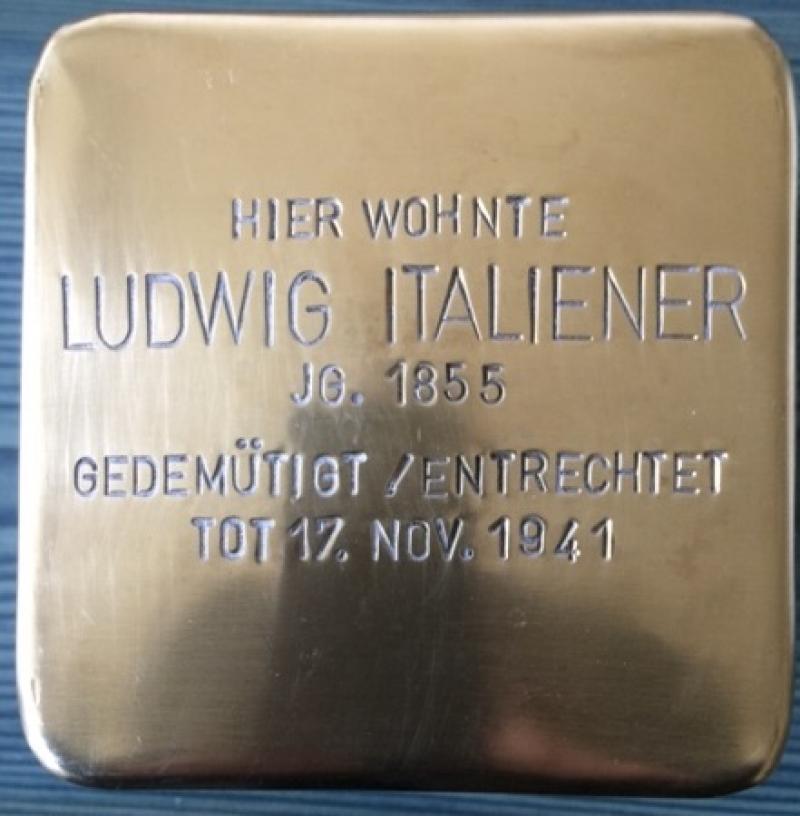 HIER WOHNTE
LUDWIG ITALIENER
JG. 1855
GEDEMÜTIGT / ENTRECHTET
TOT 17. NOV. 1941